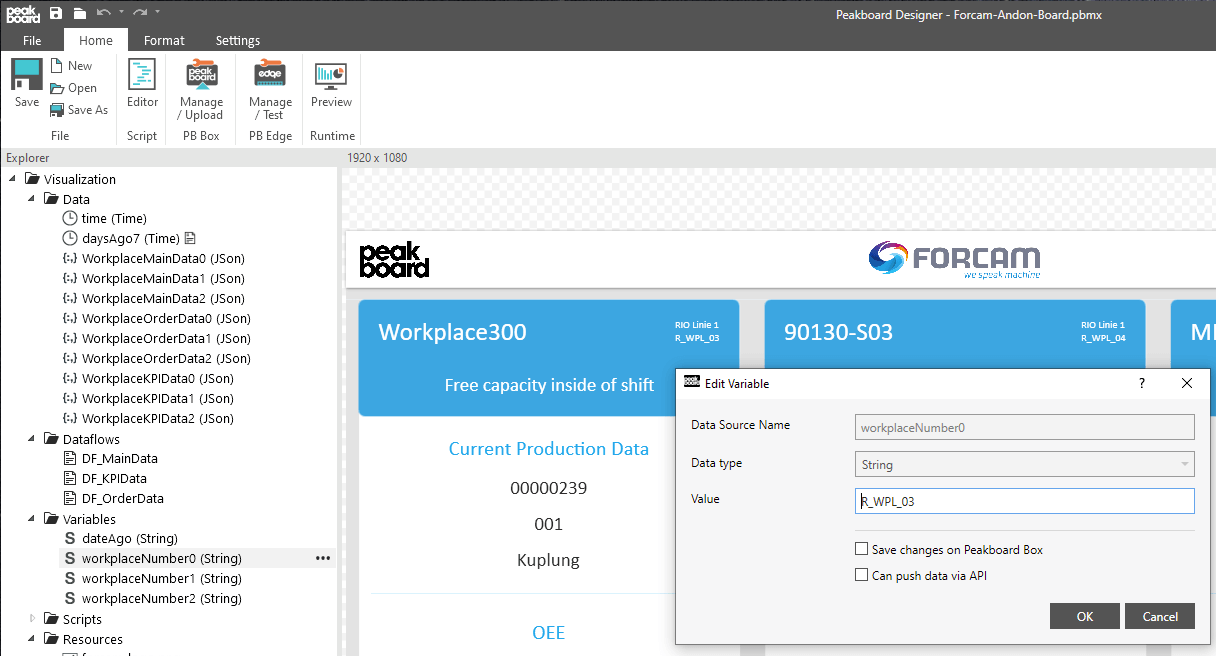 peak board
Peakboard Designer - Forcam-Andon-Board.pbmx
File Home Format Settings
Save
New
Open
Save As
File
Editor
Script
Manage / Upload
PB Box
edge
Manage / Test
PB Edge
Preview
Runtime
Explorer
1920 x 1080
Visualization
Data
time (Time)
daysAgo7 (Time)
WorkplaceMainData0 (JSon)
WorkplaceMainData1 (JSon)
WorkplaceMainData2 (JSon)
WorkplaceOrderData0 (JSon)
WorkplaceOrderData1 (JSon)
WorkplaceOrderData2 (JSon)
WorkplaceKPIData0 (JSon)
WorkplaceKPIData1 (JSon)
WorkplaceKPIData2 (JSon)
Dataflows
DF_MainData
DF_KPIData
DF_OrderData
Variables
S dateAgo (String)
S workplaceNumber0 (String) •••
S workplaceNumber1 (String)
S workplaceNumber2 (String)
Scripts
Resources
peak
board
FORCAM
we speak machine
Workplace300
RIO Linie 1
R_WPL_03
Free capacity inside of shift
90130-S03
RIO Linie 1
R_WPL_04
Current Production Data
00000239
001
Kuplung
OEE
Edit Variable ?
Data Source Name workplaceNumber0
Data type String
Value R_WPL_03
Save changes on Peakboard Box
Can push data via API
OK Cancel